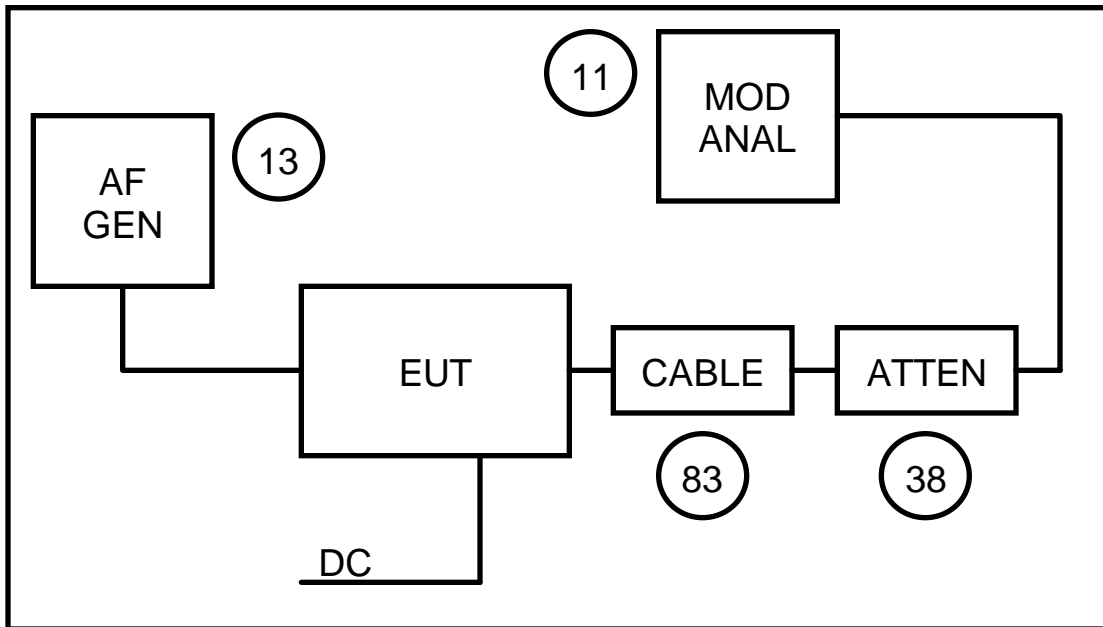 11
MOD
ANAL
13
AF
GEN
EUT
CABLE
ATTEN
83
38
DC